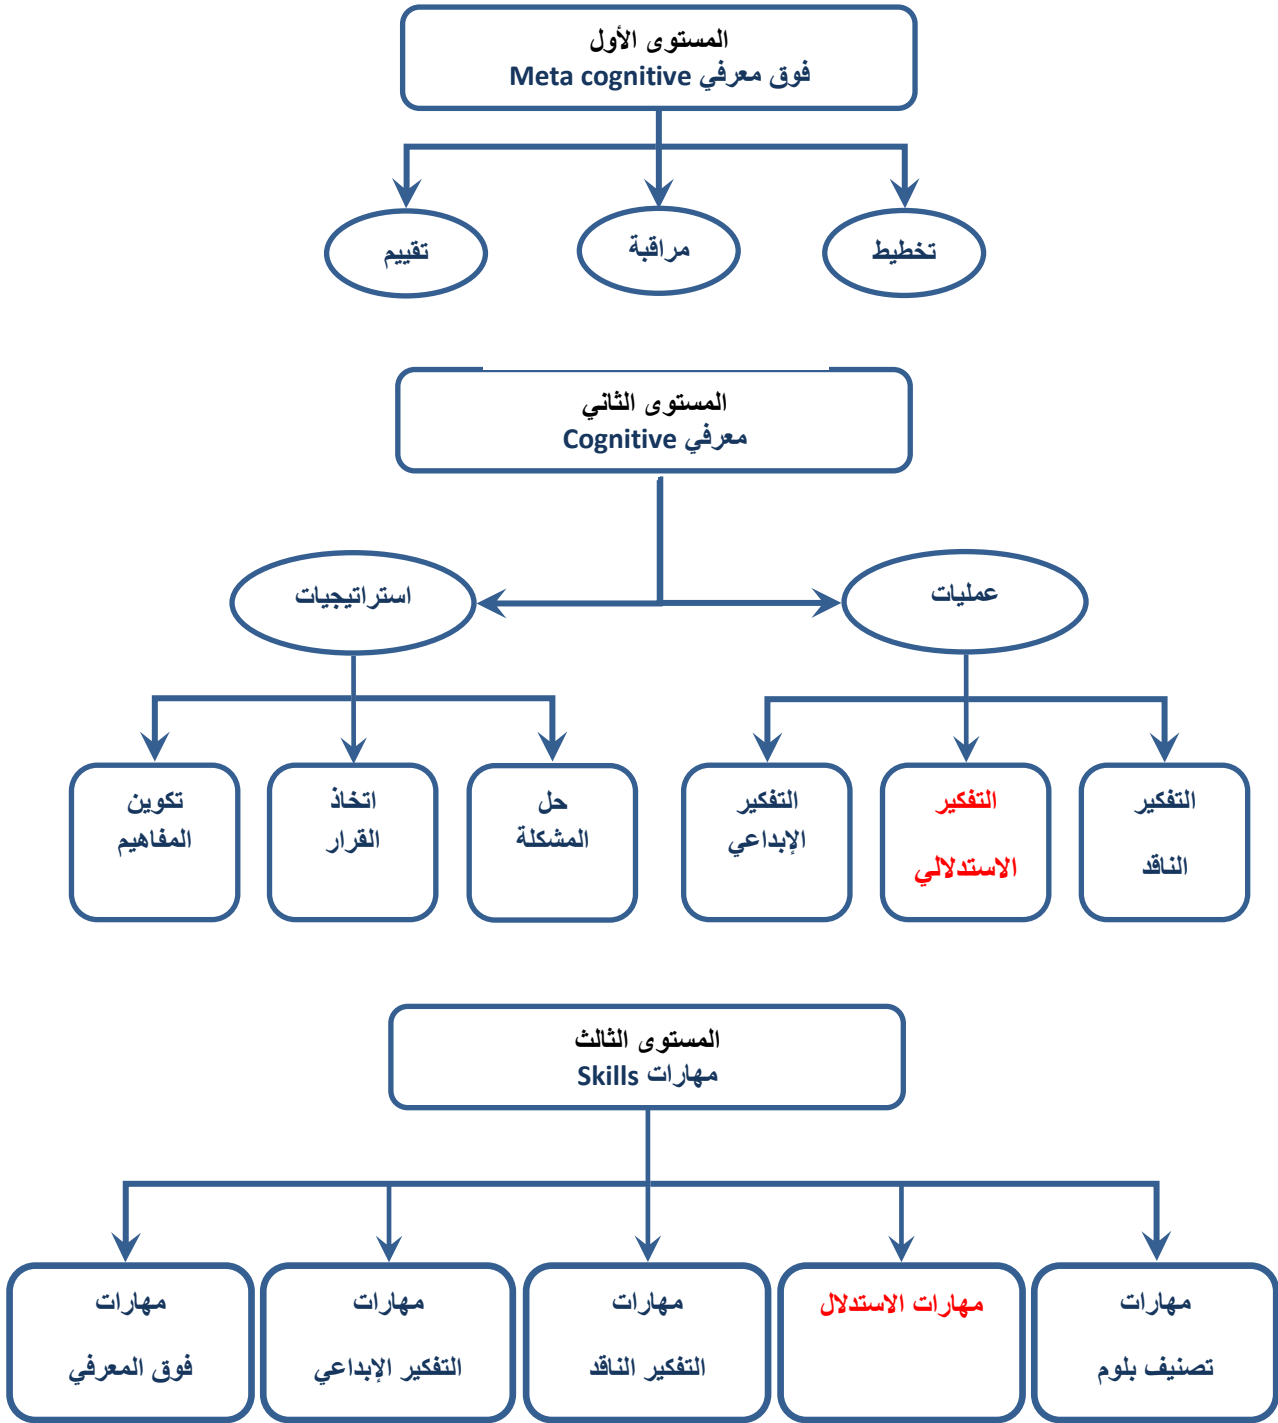 المستوى الأول
فوق معرفي Meta cognitive
تخطيط
مراقبة
تقييم
المستوى الثاني
معرفي Cognitive
عمليات
استراتيجيات
التفكير
الناقد
التفكير
الاستدلالي
التفكير
الإبداعي
حل
المشكلة
اتخاذ
القرار
تكوين
المفاهيم
المستوى الثالث
مهارات Skills
مهارات
تصنيف بلوم
مهارات الاستدلال
مهارات
التفكير الناقد
مهارات
التفكير الإبداعي
مهارات
فوق المعرفي